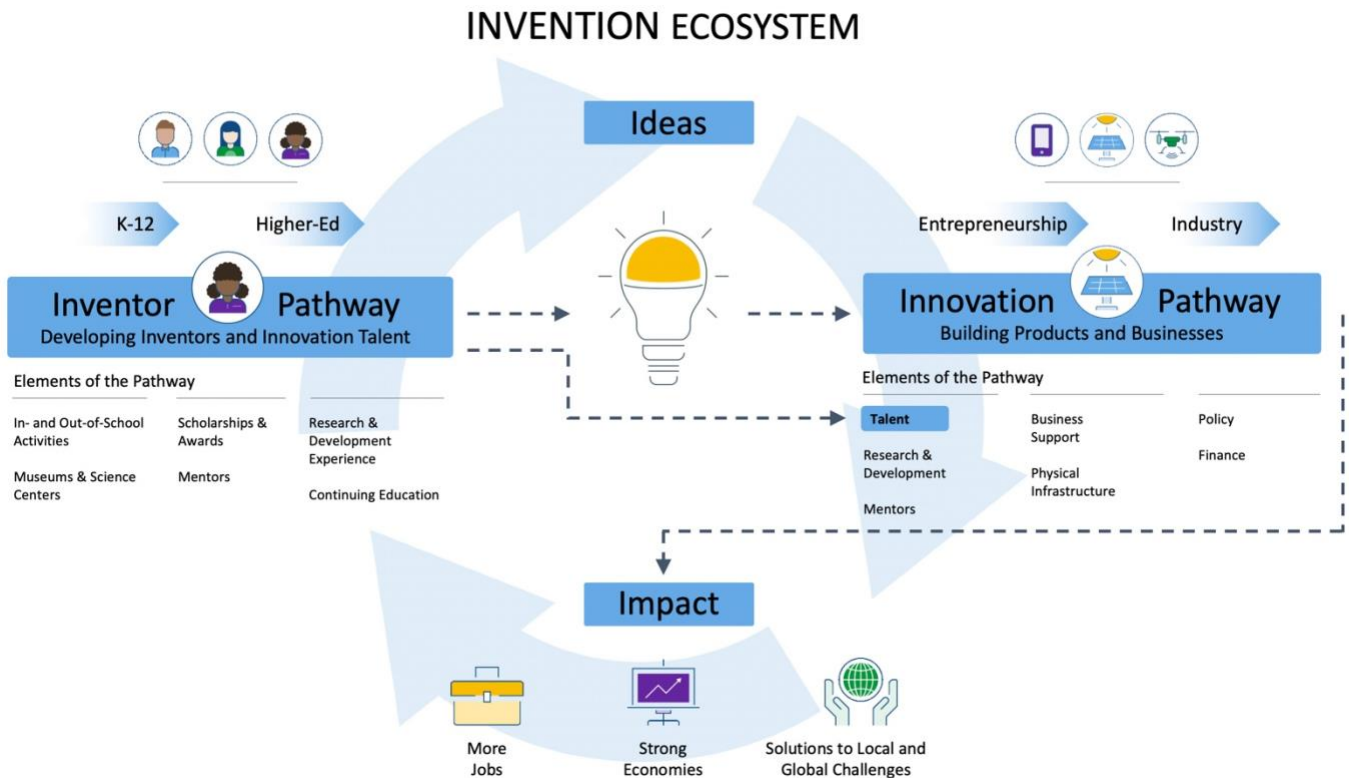 INVENTION ECOSYSTEM
Ideas
K-12
Higher-Ed
Inventor Pathway
Developing Inventors and Innovation Talent
Elements of the Pathway
In- and Out-of-School
Activities
Museums & Science
Centers
Scholarships &
Awards
Mentors
Research &
Development
Experience
Continuing Education
Entrepreneurship
Industry
Innovation Pathway
Building Products and Businesses
Elements of the Pathway
Talent
Research &
Development
Mentors
Business
Support
Physical
Infrastructure
Policy
Finance
Impact
More
Jobs
Strong
Economies
Solutions to Local and
Global Challenges